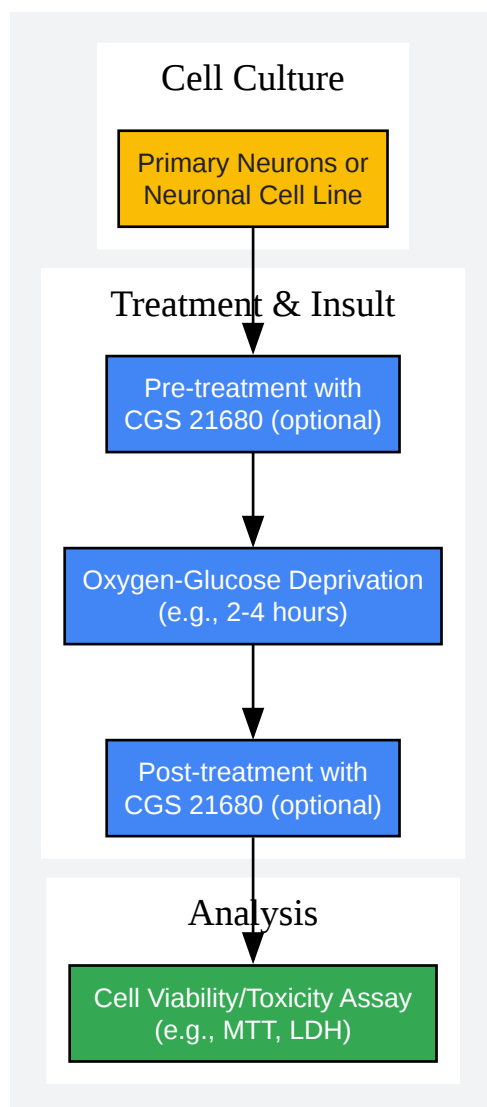 Cell Culture
Primary Neurons or
Neuronal Cell Line
Treatment & Insult
Pre-treatment with
CGS 21680 (optional)
Oxygen-Glucose Deprivation
(e.g., 2-4 hours)
Post-treatment with
CGS 21680 (optional)
Analysis
Cell Viability/Toxicity Assay
(e.g., MTT, LDH)